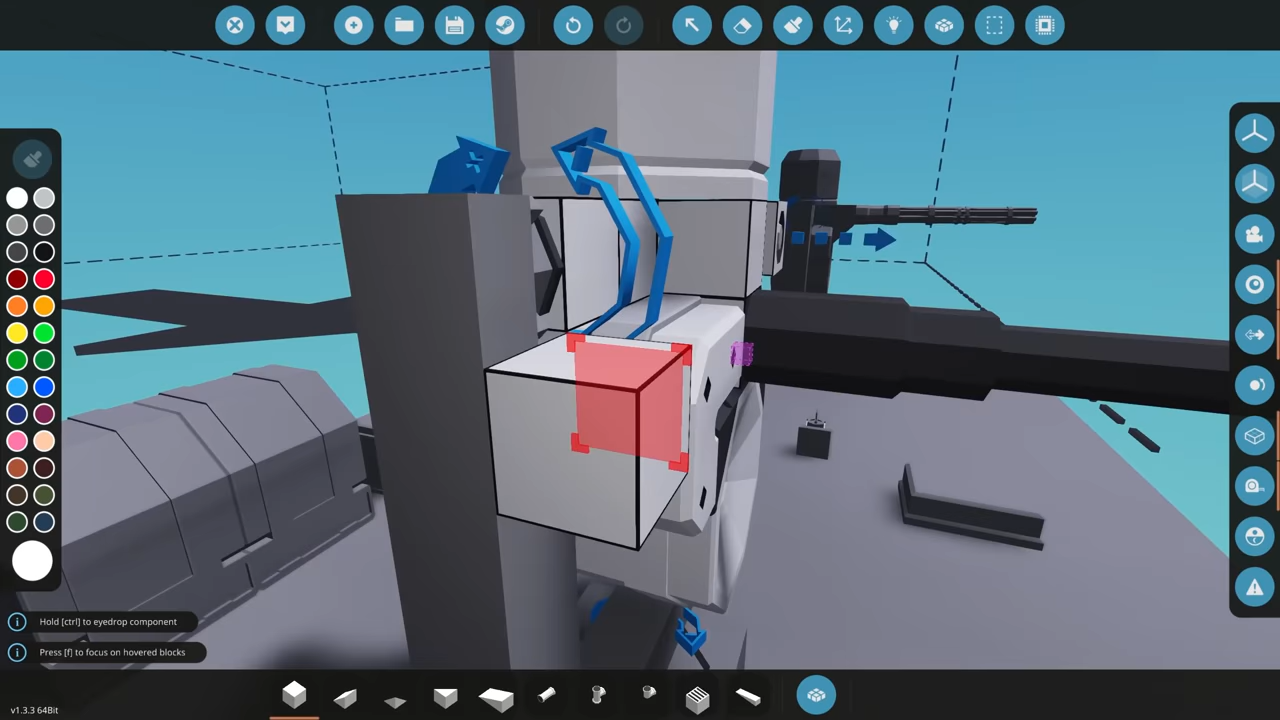 Hold [ctrl] to eyedrop component
Press [f] to focus on hovered blocks
v1.3.3 64Bit